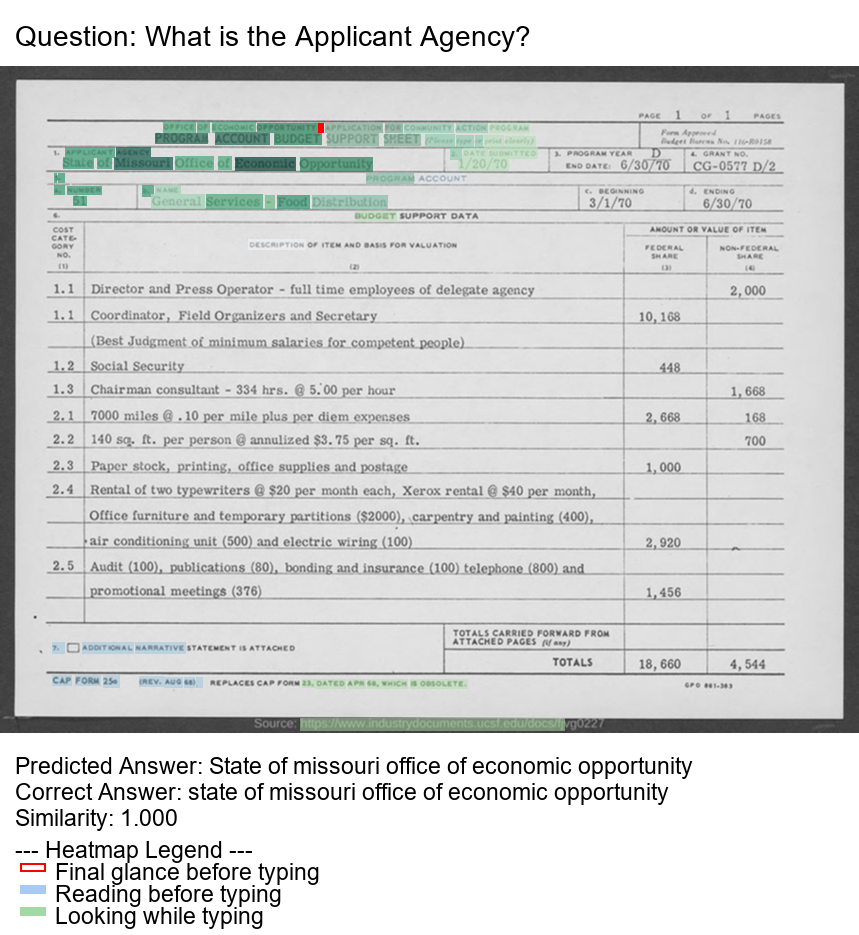 Question: What is the Applicant Agency?
PAGE 1 OF 1 PAGES
OFFICE OF ECONOMIC OPPORTUNITY APPLICATION FOR COMMUNITY ACTION PROGRAM
PROGRAM ACCOUNT BUDGET SUPPORT SHEET (Please type or print clearly)
Form Approved
Budget Bureau No. 116-R0158
1. APPLICANT AGENCY
State of Missouri Office of Economic Opportunity
2. DATE SUBMITTED
1/20/70
3. PROGRAM YEAR D
END DATE: 6/30/70
4. GRANT NO.
CG-0577 D/2
PROGRAM ACCOUNT
NUMBER
51
NAME
General Services - Food Distribution
c. BEGINNING
3/1/70
d. ENDING
6/30/70
6. BUDGET SUPPORT DATA
COST CATE- GORY NO. (1)
DESCRIPTION OF ITEM AND BASIS FOR VALUATION (2)
AMOUNT OR VALUE OF ITEM
FEDERAL SHARE (3)
NON-FEDERAL SHARE (4)
1.1 Director and Press Operator - full time employees of delegate agency 2,000
1.1 Coordinator, Field Organizers and Secretary 10,168
(Best Judgment of minimum salaries for competent people)
1.2 Social Security 448
1.3 Chairman consultant - 334 hrs. @ 5.00 per hour 1,668
2.1 7000 miles @ .10 per mile plus per diem expenses 2,668 168
2.2 140 sq. ft. per person @ annulized $3.75 per sq. ft. 700
2.3 Paper stock, printing, office supplies and postage 1,000
2.4 Rental of two typewriters @ $20 per month each, Xerox rental @ $40 per month,
Office furniture and temporary partitions ($2000), carpentry and painting (400),
air conditioning unit (500) and electric wiring (100) 2,920
2.5 Audit (100), publications (80), bonding and insurance (100) telephone (800) and
promotional meetings (376) 1,456
7. ADDITIONAL NARRATIVE STATEMENT IS ATTACHED
TOTALS CARRIED FORWARD FROM
ATTACHED PAGES (if any)
TOTALS 18,660 4,544
CAP FORM 25a (REV. AUG 68) REPLACES CAP FORM 25, DATED APR 68, WHICH IS OBSOLETE.
GPO 861-383
Source: https://www.industrydocuments.ucsf.edu/docs/fwvg0227
Predicted Answer: State of missouri office of economic opportunity
Correct Answer: state of missouri office of economic opportunity
Similarity: 1.000
--- Heatmap Legend ---
Final glance before typing
Reading before typing
Looking while typing